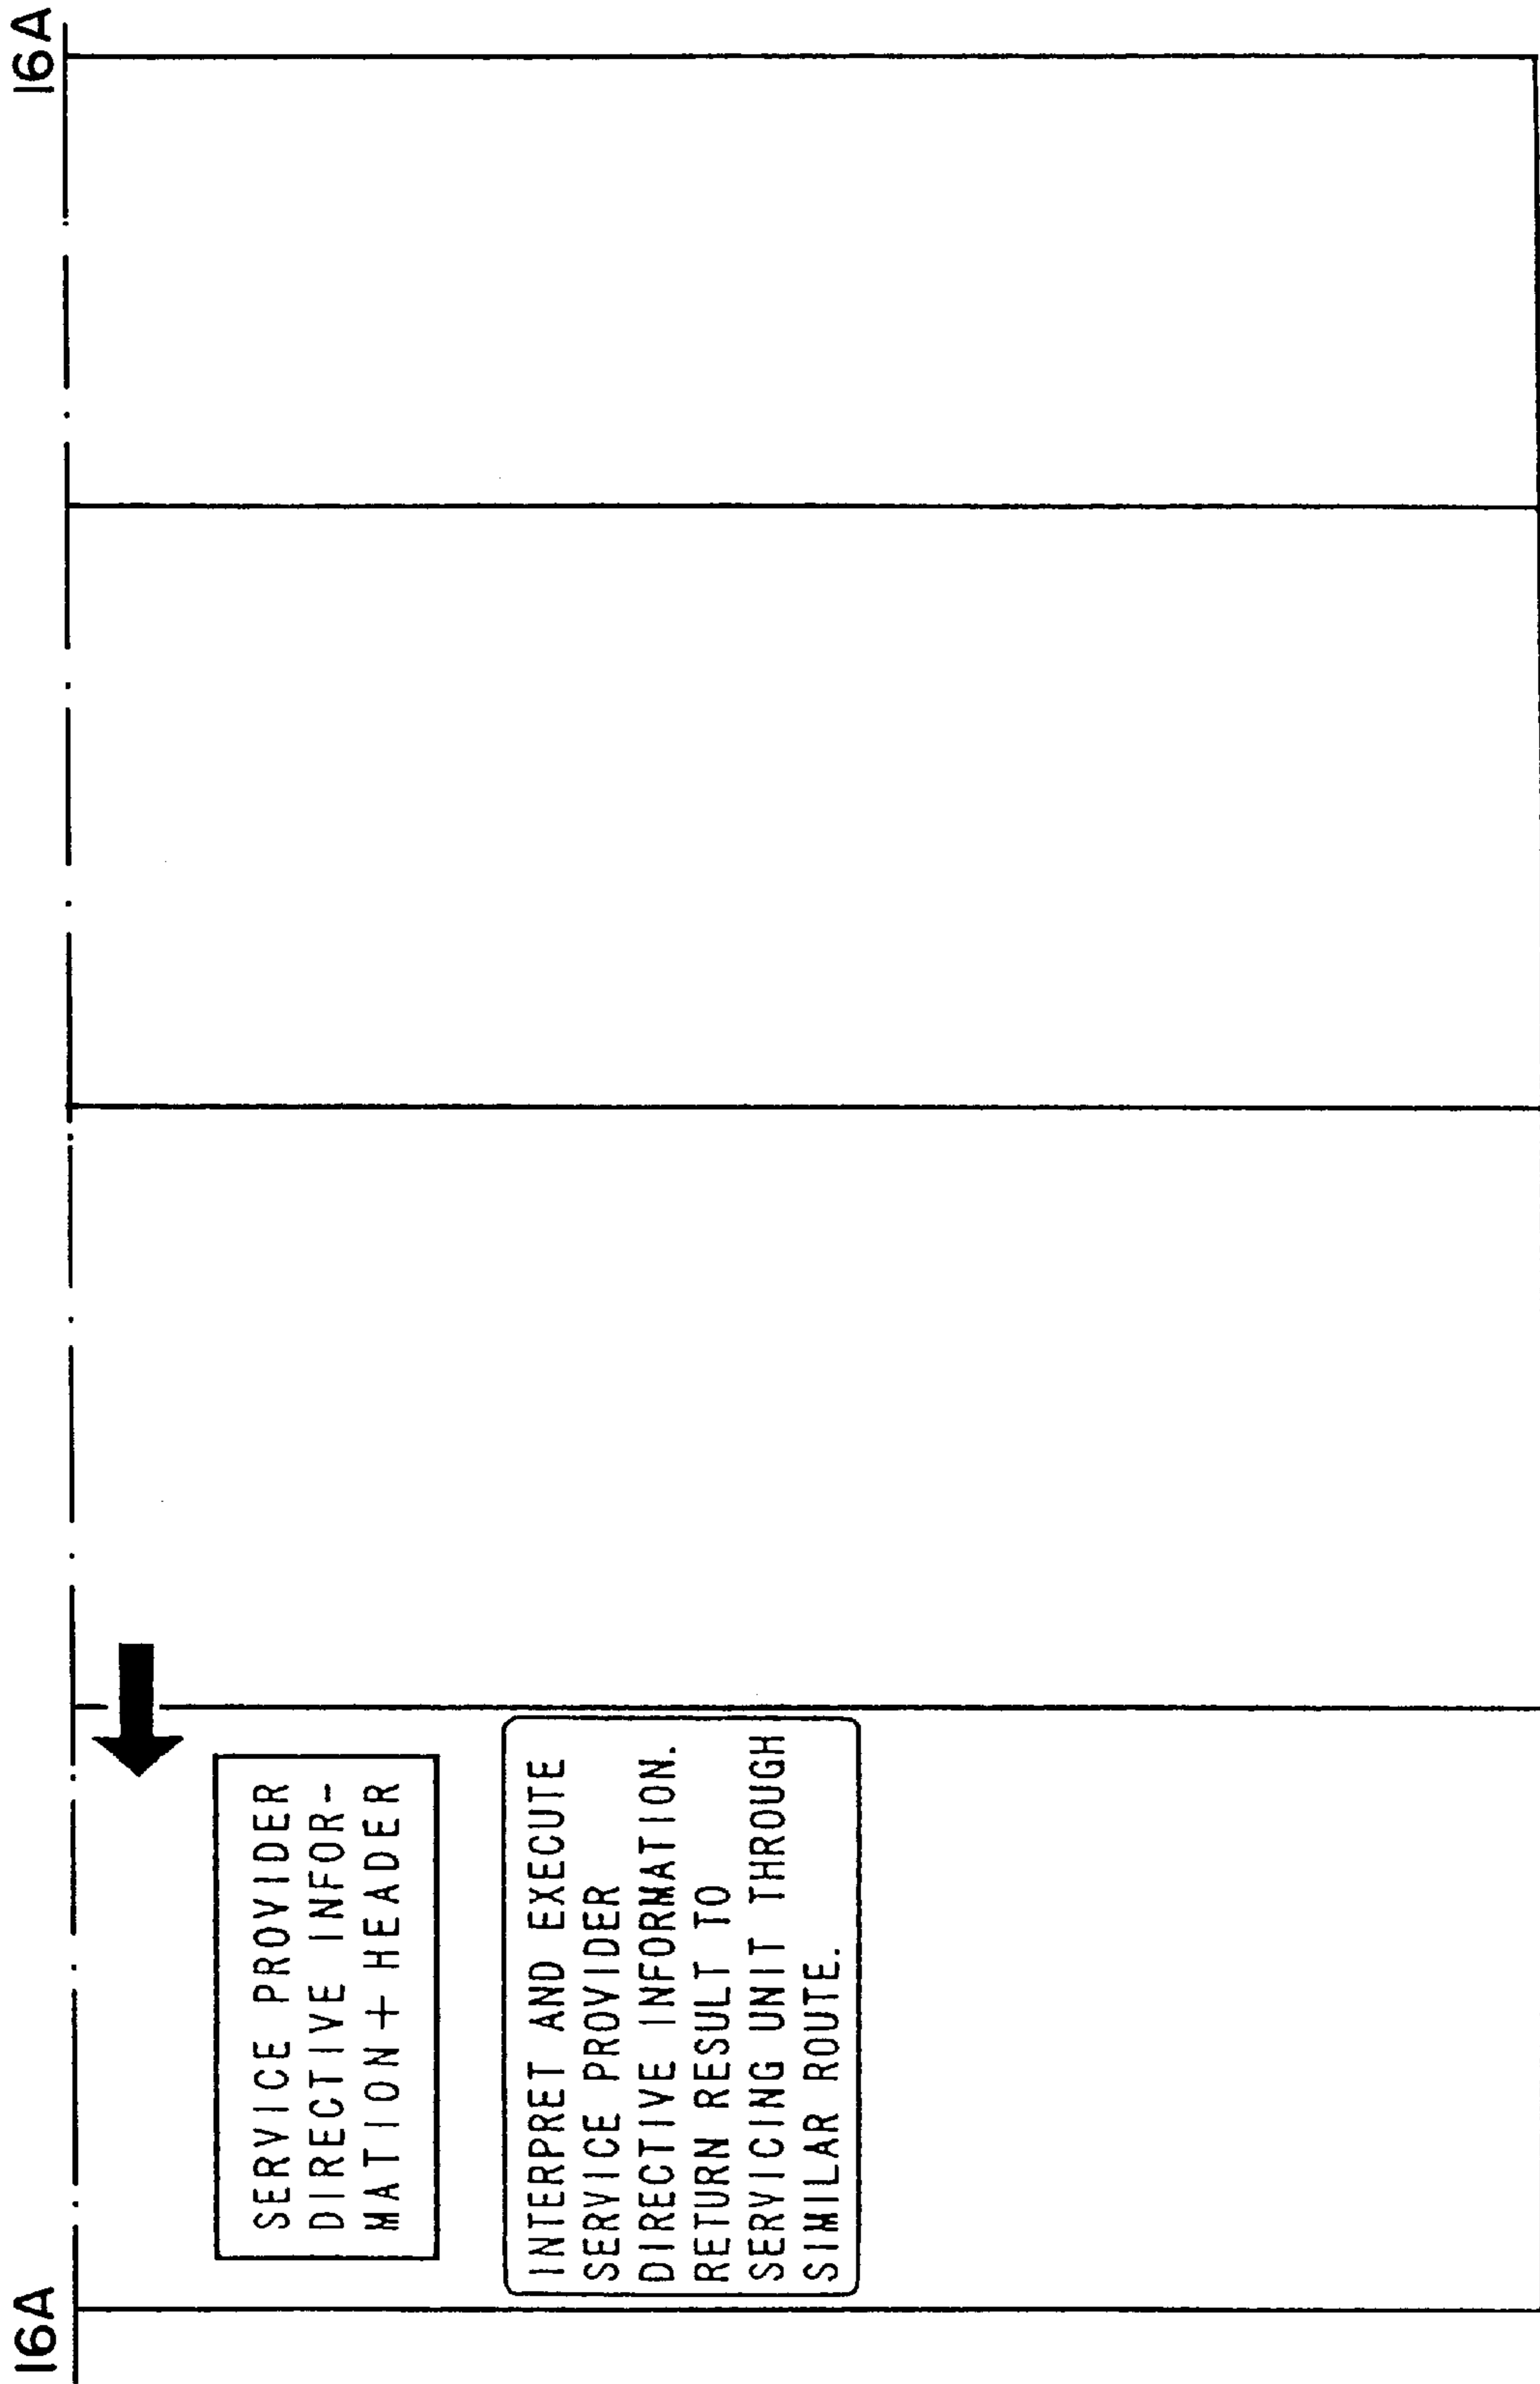 16A
16A
SERVICE PROVIDER
DIRECTIVE INFOR-
MATION + HEADER
INTERPRET AND EXECUTE
SERVICE PROVIDER
DIRECTIVE INFORMATION.
RETURN RESULT TO
SERVICING UNIT THROUGH
SIMILAR ROUTE.